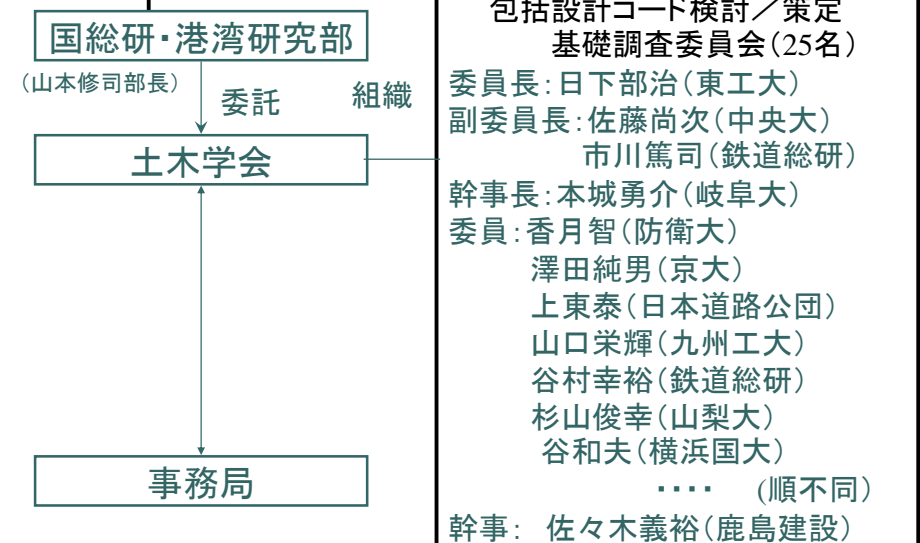 国総研・港湾研究部
（山本修司部長）
委託
組織
土木学会
事務局
包括設計コード検討／策定
基礎調査委員会（25名）
委員長：日下部治（東工大）
副委員長：佐藤尚次（中央大）
市川篤司（鉄道総研）
幹事長：本城勇介（岐阜大）
委員：香月智（防衛大）
澤田純男（京大）
上東泰（日本道路公団）
山口栄輝（九州工大）
谷村幸裕（鉄道総研）
杉山俊幸（山梨大）
谷和夫（横浜国大）
・・・・ (順不同）
幹事： 佐々木義裕（鹿島建設）